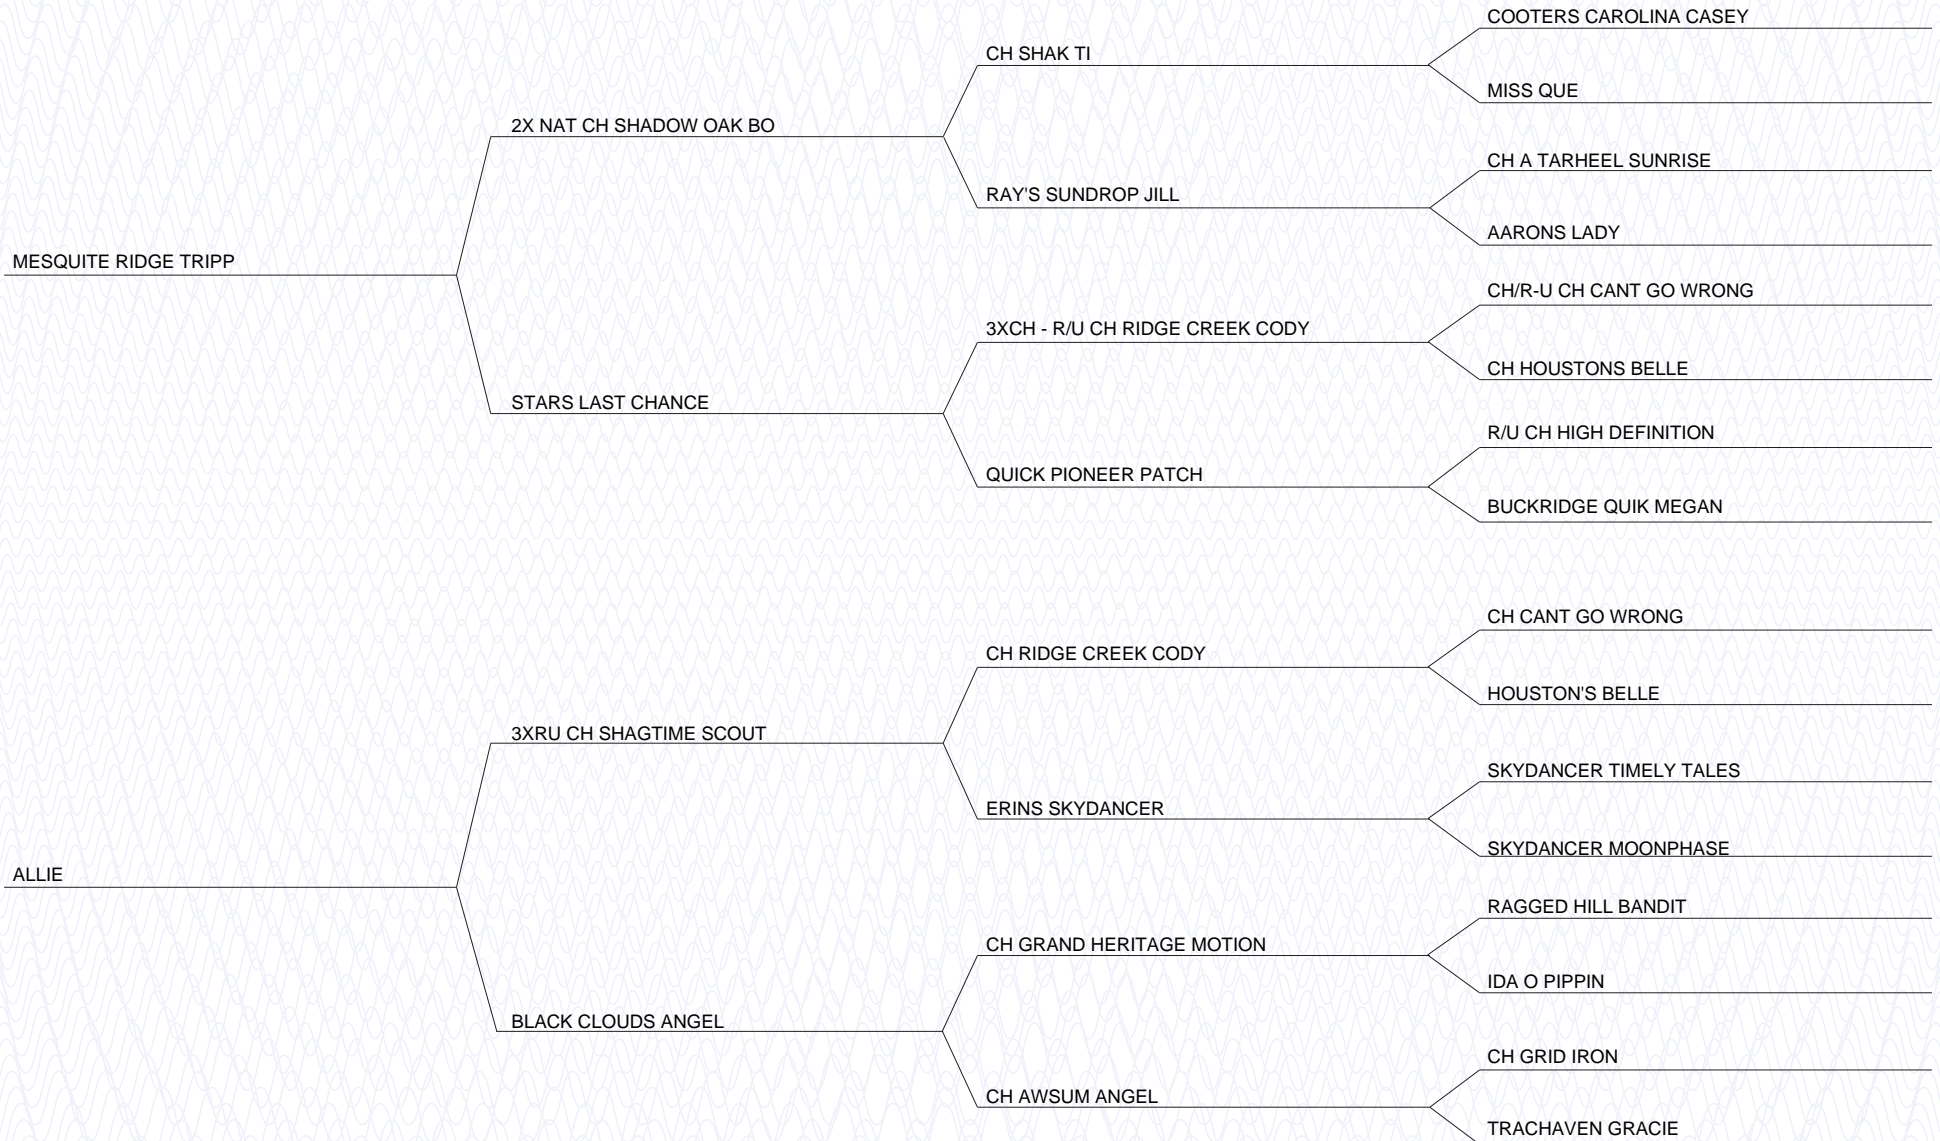 COOTERS CAROLINA CASEY
CH SHAK TI
MISS QUE
2X NAT CH SHADOW OAK BO
CH A TARHEEL SUNRISE
RAY'S SUNDROP JILL
AARONS LADY
MESQUITE RIDGE TRIPP
CH/R-U CH CANT GO WRONG
3XCH - R/U CH RIDGE CREEK CODY
CH HOUSTONS BELLE
STARS LAST CHANCE
R/U CH HIGH DEFINITION
QUICK PIONEER PATCH
BUCKRIDGE QUIK MEGAN
CH CANT GO WRONG
CH RIDGE CREEK CODY
HOUSTON'S BELLE
3XRU CH SHAGTIME SCOUT
SKYDANCER TIMELY TALES
ERINS SKYDANCER
SKYDANCER MOONPHASE
ALLIE
RAGGED HILL BANDIT
CH GRAND HERITAGE MOTION
IDA O PIPPIN
BLACK CLOUDS ANGEL
CH GRID IRON
CH AWSUM ANGEL
TRACHAVEN GRACIE